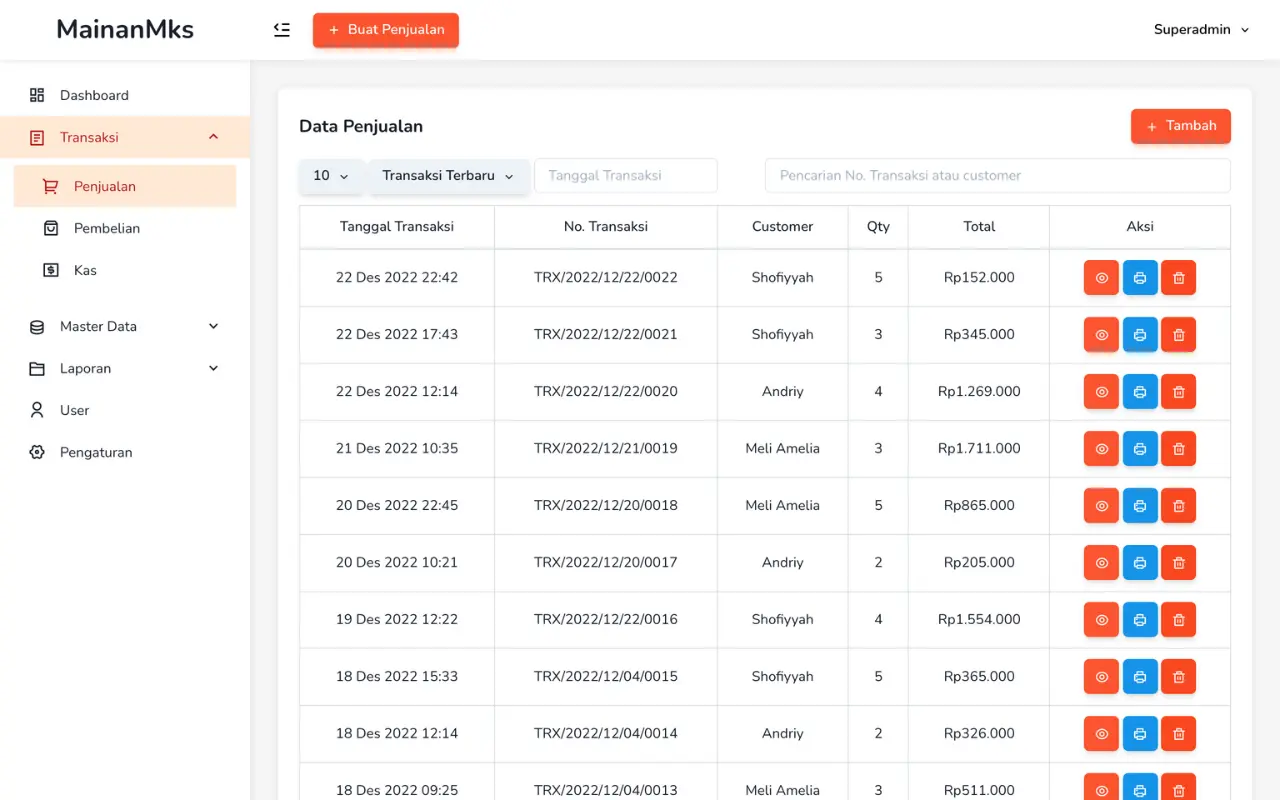 MainanMks
+ Buat Penjualan
Superadmin
Dashboard
Transaksi
Penjualan
Pembelian
Kas
Master Data
Laporan
User
Pengaturan
Data Penjualan
+ Tambah
10
Transaksi Terbaru
Tanggal Transaksi
Pencarian No. Transaksi atau customer
Tanggal Transaksi No. Transaksi Customer Qty Total Aksi
22 Des 2022 22:42 TRX/2022/12/22/0022 Shofiyyah 5 Rp152.000
22 Des 2022 17:43 TRX/2022/12/22/0021 Shofiyyah 3 Rp345.000
22 Des 2022 12:14 TRX/2022/12/22/0020 Andriy 4 Rp1.269.000
21 Des 2022 10:35 TRX/2022/12/21/0019 Meli Amelia 3 Rp1.711.000
20 Des 2022 22:45 TRX/2022/12/20/0018 Meli Amelia 5 Rp865.000
20 Des 2022 10:21 TRX/2022/12/20/0017 Andriy 2 Rp205.000
19 Des 2022 12:22 TRX/2022/12/22/0016 Shofiyyah 4 Rp1.554.000
18 Des 2022 15:33 TRX/2022/12/04/0015 Shofiyyah 5 Rp365.000
18 Des 2022 12:14 TRX/2022/12/04/0014 Andriy 2 Rp326.000
18 Des 2022 09:25 TRX/2022/12/04/0013 Meli Amelia 3 Rp511.000